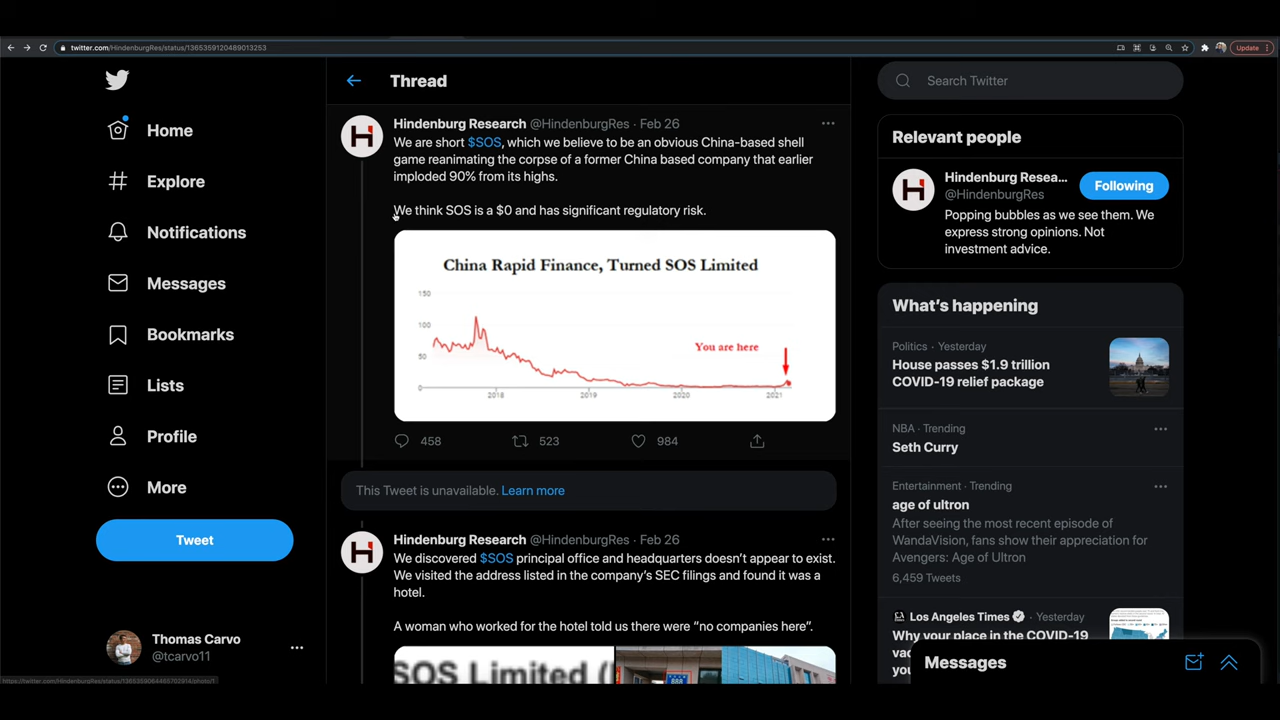 twitter.com/HindenburgRes/status/1365359120489013253
Update
Home
Explore
Notifications
Messages
Bookmarks
Lists
Profile
More
Tweet
Thomas Carvo
@tcarvo11
Thread
Hindenburg Research @HindenburgRes · Feb 26
We are short $SOS, which we believe to be an obvious China-based shell
game reanimating the corpse of a former China based company that earlier
imploded 90% from its highs.
We think SOS is a $0 and has significant regulatory risk.
China Rapid Finance, Turned SOS Limited
150
100
50
0
You are here
2018
2019
2020
2021
458
523
984
This Tweet is unavailable. Learn more
Hindenburg Research @HindenburgRes · Feb 26
We discovered $SOS principal office and headquarters doesn't appear to exist.
We visited the address listed in the company's SEC filings and found it was a
hotel.
A woman who worked for the hotel told us there were "no companies here".
SOS Limited (
888
Search Twitter
Relevant people
Hindenburg Resea...
@HindenburgRes
Following
Popping bubbles as we see them. We
express strong opinions. Not
investment advice.
What's happening
Politics · Yesterday
House passes $1.9 trillion
COVID-19 relief package
NBA · Trending
Seth Curry
Entertainment · Trending
age of ultron
After seeing the most recent episode of
WandaVision, fans show their appreciation for
Avengers: Age of Ultron
6,459 Tweets
Los Angeles Times · Yesterday
Why your place in the COVID-19
Messages